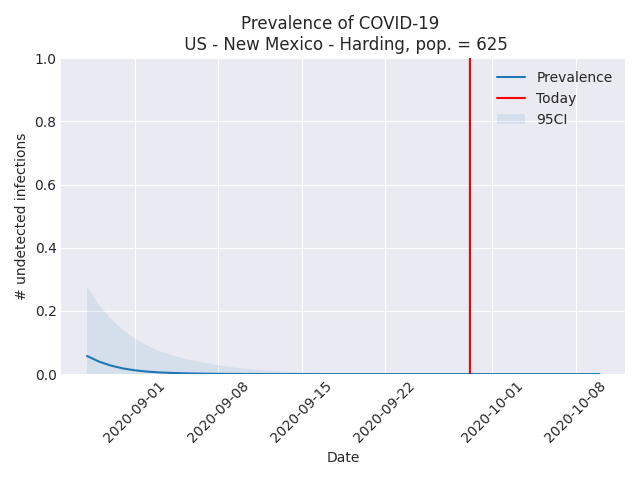 Prevalence of COVID-19
US - New Mexico - Harding, pop. = 625
Prevalence
Today
95CI
# undetected infections
1.0
0.8
0.6
0.4
0.2
0.0
2020-09-01
2020-09-08
2020-09-15
2020-09-22
2020-10-01
2020-10-08
Date